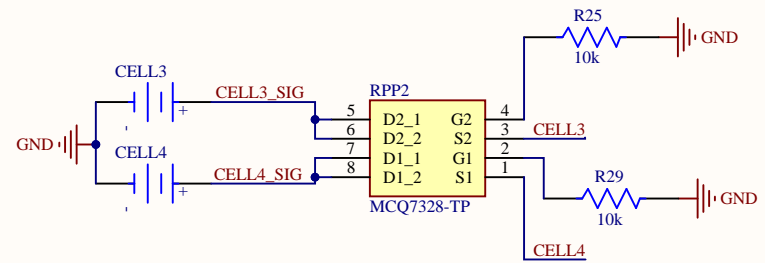 R25
GND
10k
CELL3
CELL3_SIG
+
-
RPP2
5 D2_1 G2 4
6 D2_2 S2 3 CELL3
7 D1_1 G1 2
8 D1_2 S1 1
GND
CELL4
CELL4_SIG
+
-
MCQ7328-TP
R29
GND
10k
CELL4